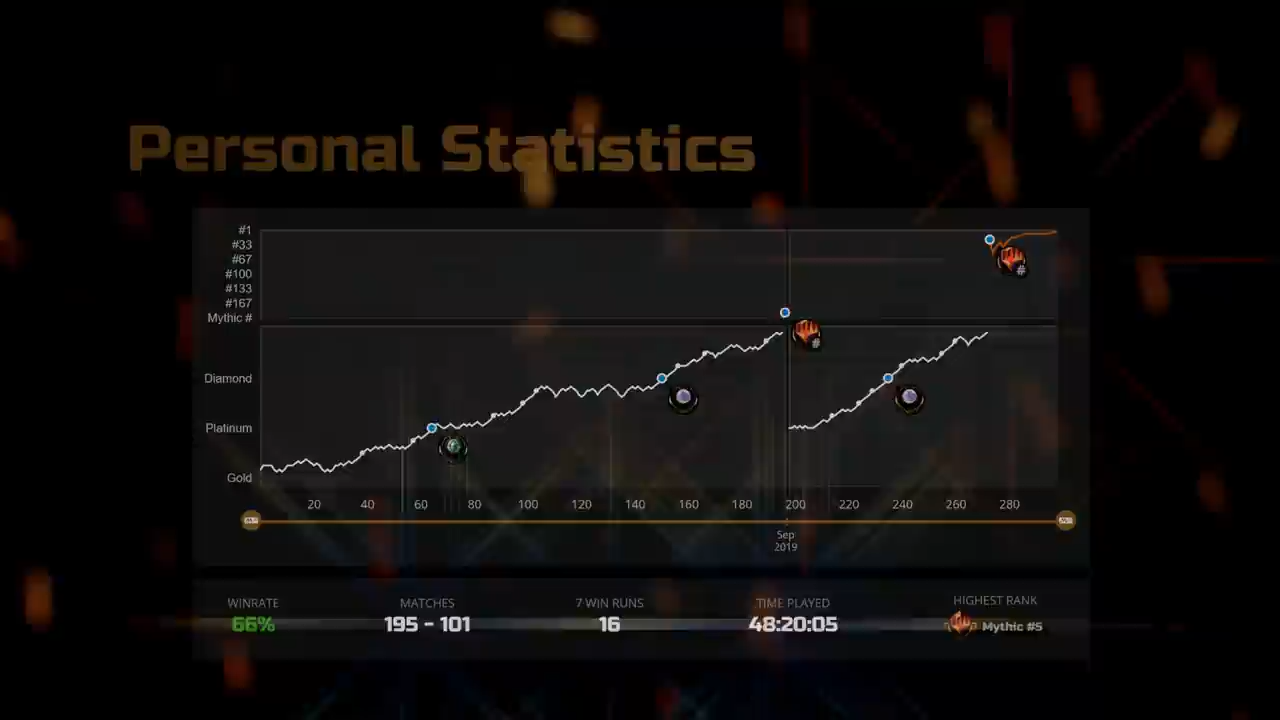 Personal Statistics
#1
#33
#67
#100
#133
#167
Mythic #
Diamond
Platinum
Gold
20 40 60 80 100 120 140 160 180 200 220 240 260 280
Sep
2019
WINRATE MATCHES 7 WIN RUNS TIME PLAYED HIGHEST RANK
66% 195 - 101 16 48:20:05 Mythic #5